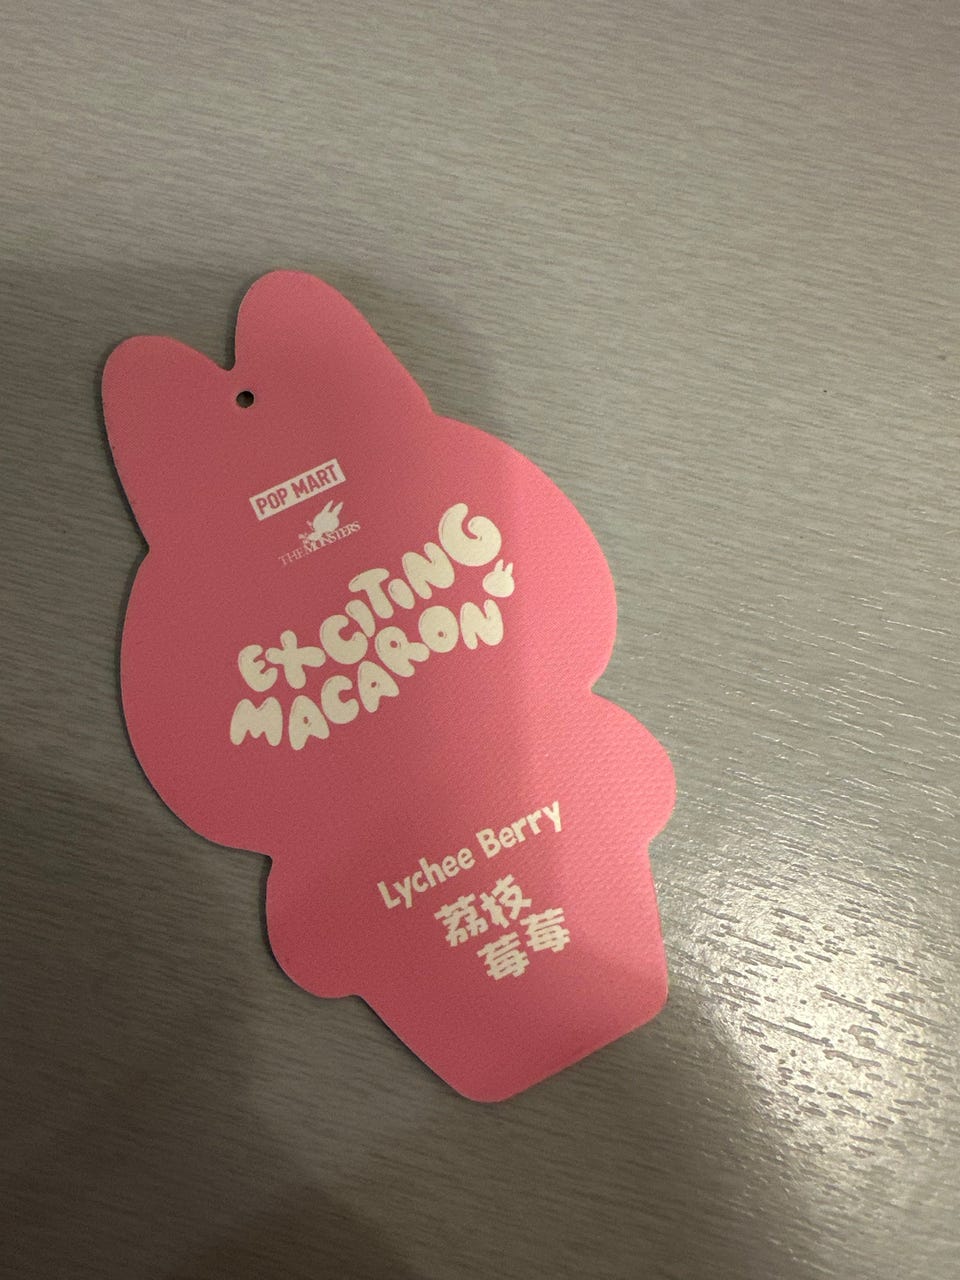 POP MART
THE MONSTERS
EXCITING
MACARON
Lychee Berry
荔枝
莓莓